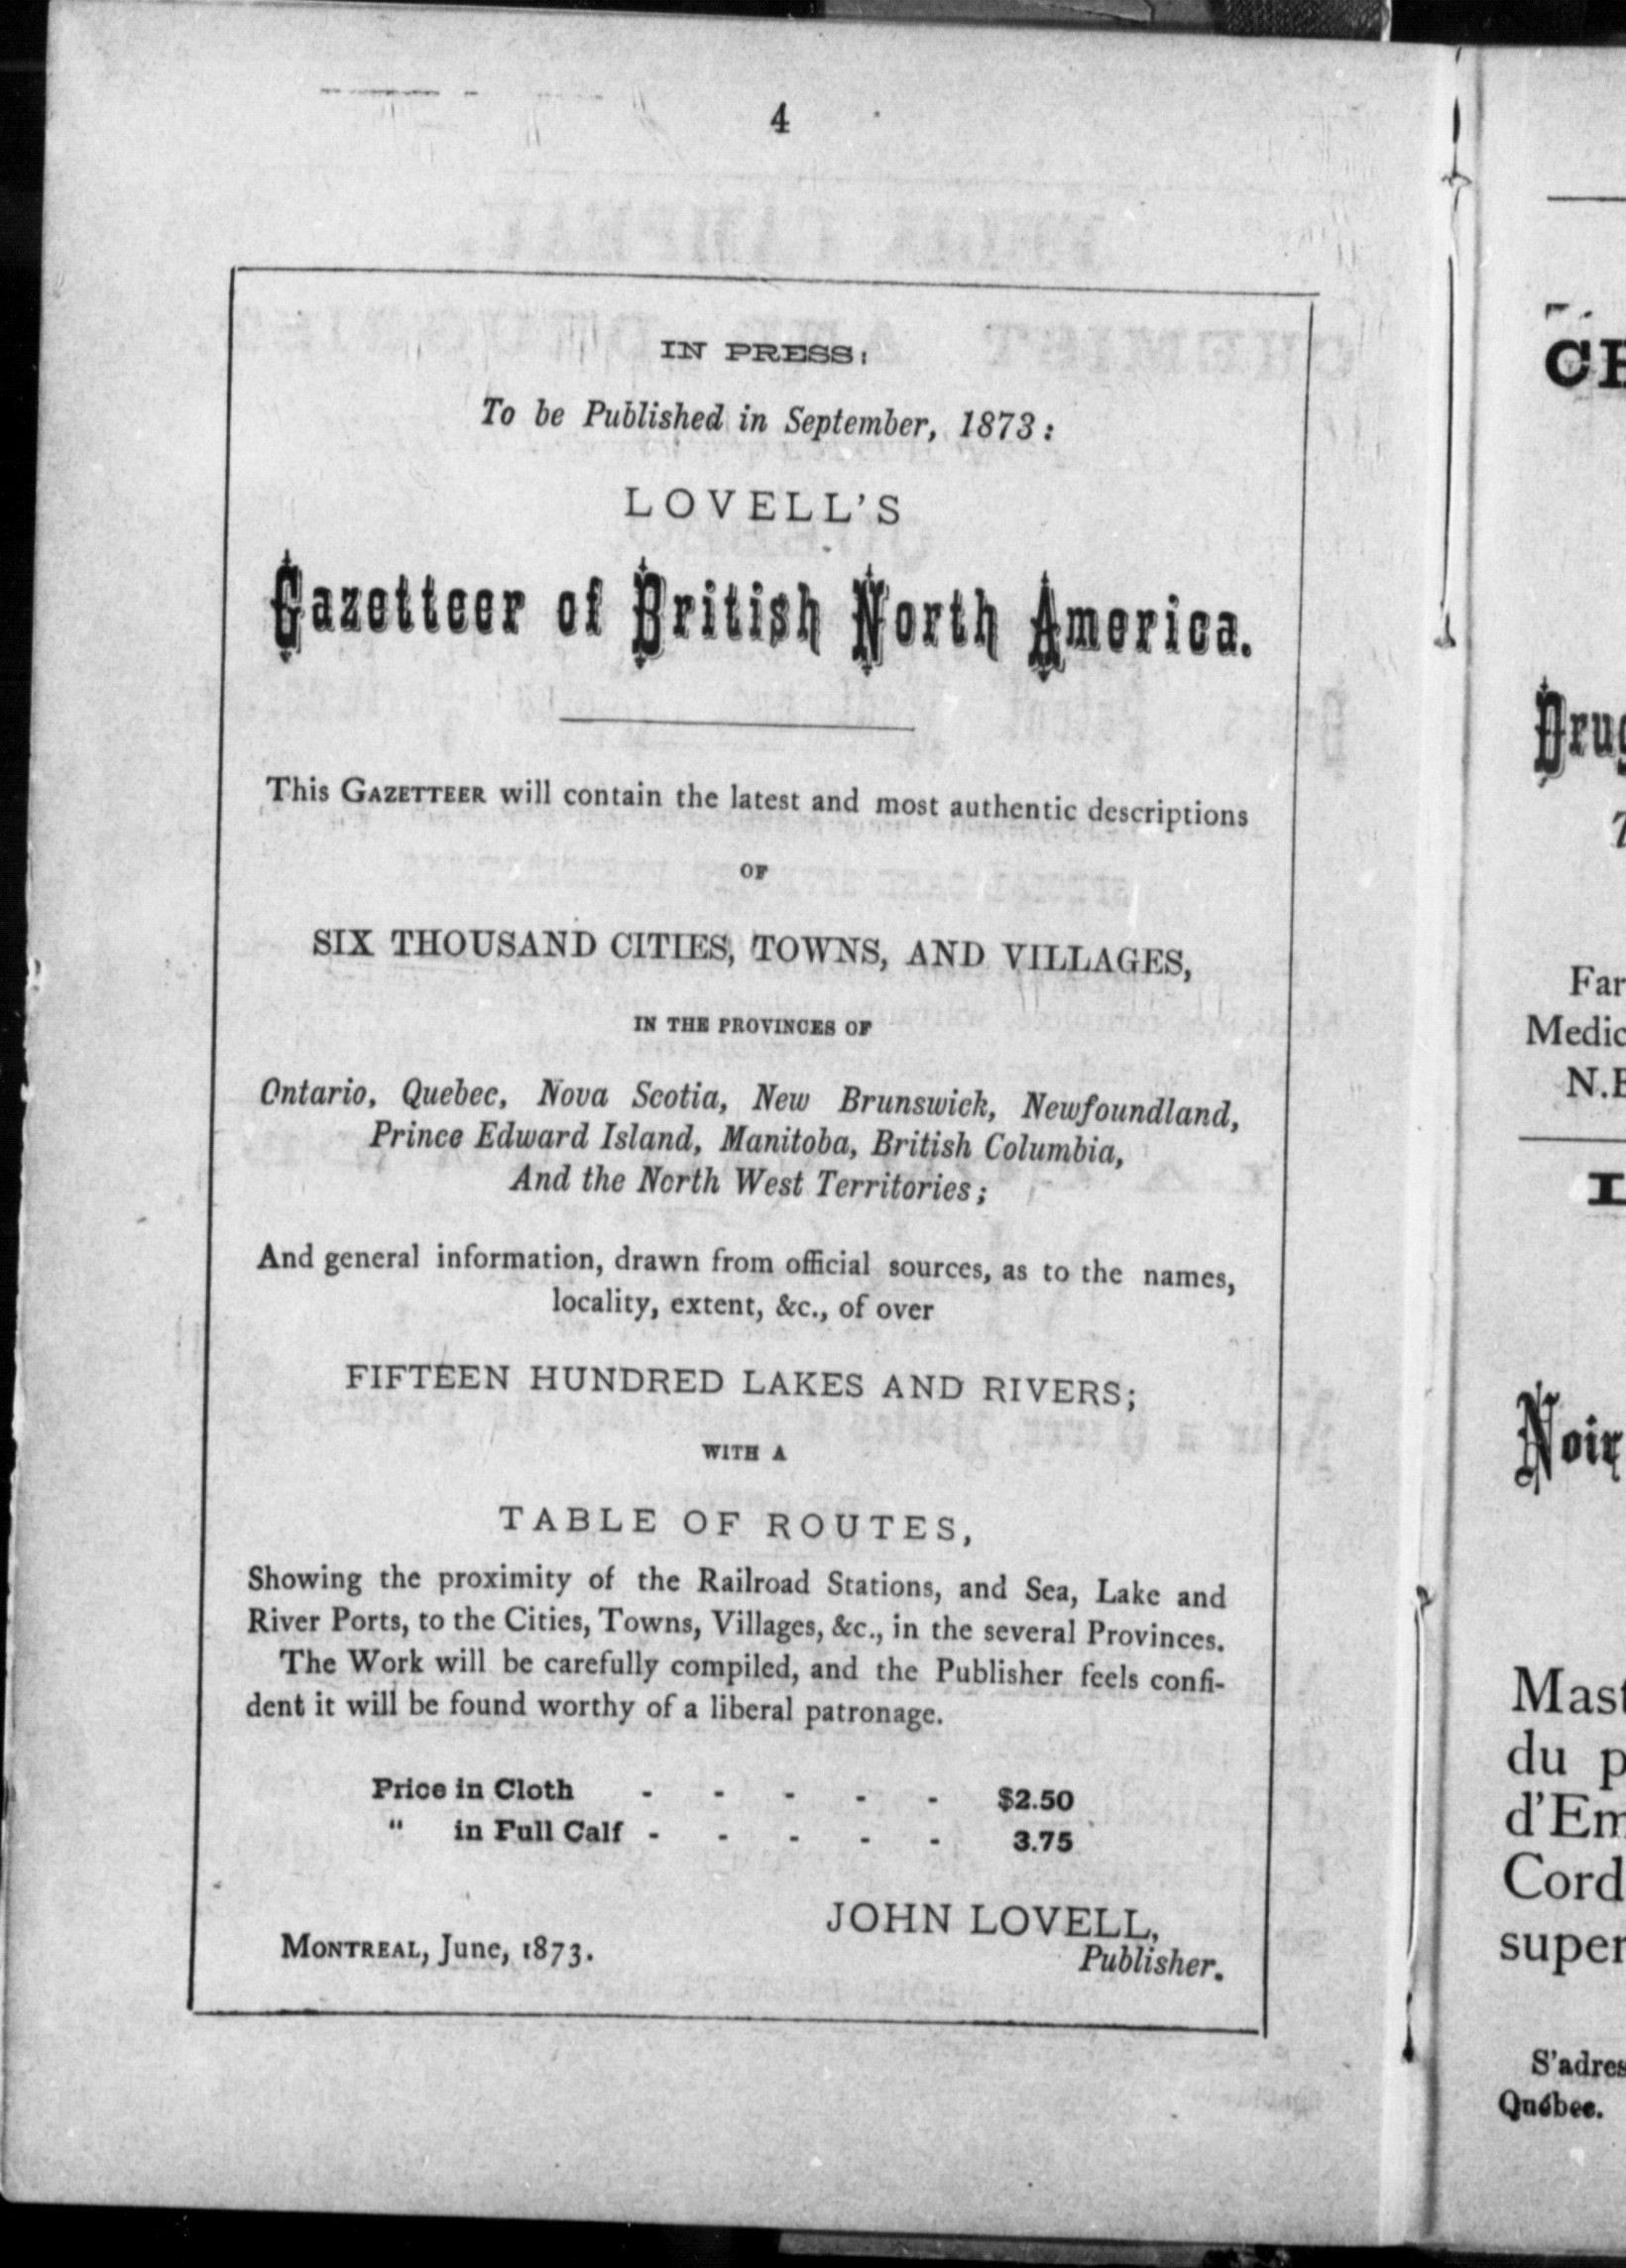 4
IN PRESS:
To be Published in September, 1873:
LOVELL'S
Gazetteer of British North America.
This GAZETTEER will contain the latest and most authentic descriptions
OF
SIX THOUSAND CITIES, TOWNS, AND VILLAGES,
IN THE PROVINCES OF
Ontario, Quebec, Nova Scotia, New Brunswick, Newfoundland,
Prince Edward Island, Manitoba, British Columbia,
And the North West Territories;
And general information, drawn from official sources, as to the names,
locality, extent, &c., of over
FIFTEEN HUNDRED LAKES AND RIVERS;
WITH A
TABLE OF ROUTES,
Showing the proximity of the Railroad Stations, and Sea, Lake and
River Ports, to the Cities, Towns, Villages, &c., in the several Provinces.
The Work will be carefully compiled, and the Publisher feels confi-
dent it will be found worthy of a liberal patronage.
Price in Cloth - - - - - $2.50
" in Full Calf - - - - - 3.75
JOHN LOVELL,
Publisher.
MONTREAL, June, 1873.
Noir
du
Québec.